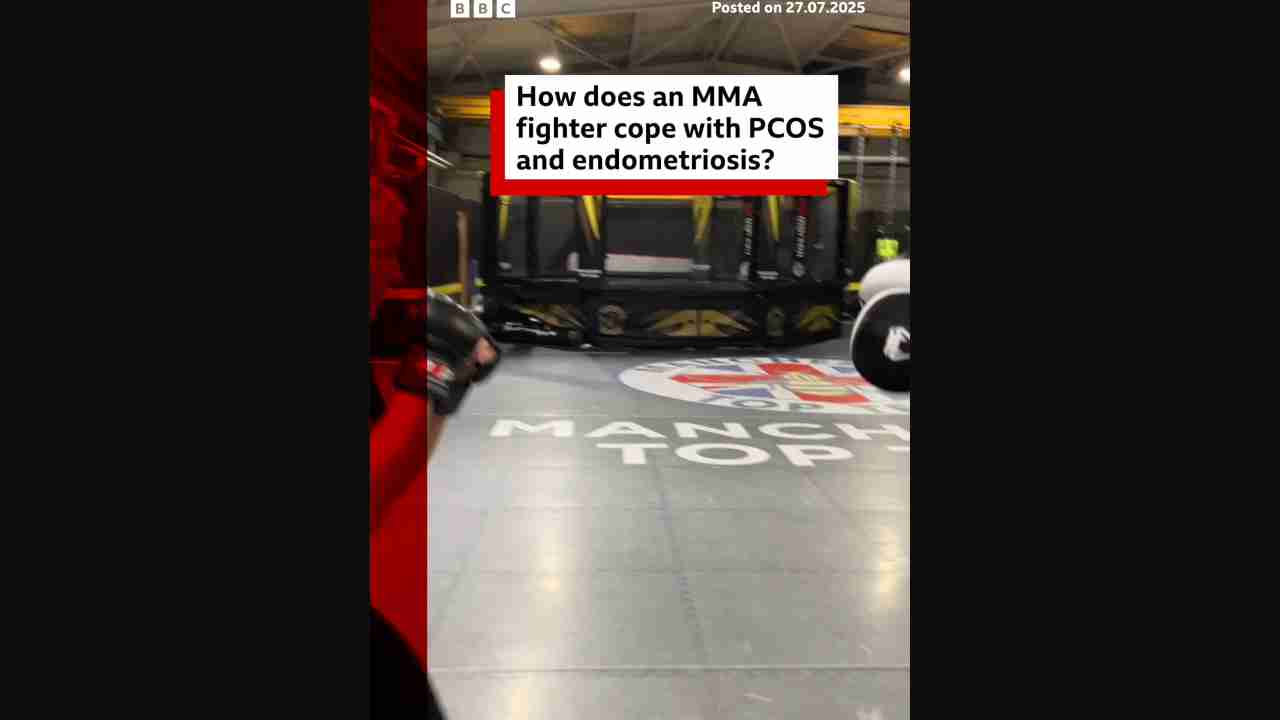 BBC
Posted on 27.07.2025
How does an MMA
fighter cope with PCOS
and endometriosis?
MANCH
TOP T